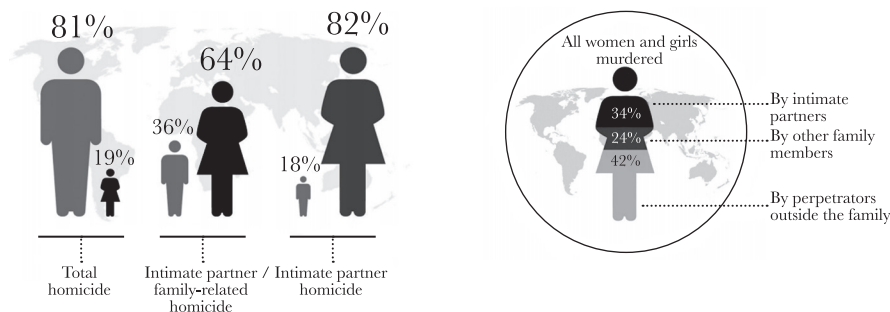 81%
19%
36%
64%
18%
82%
Total
homicide
Intimate partner /
family-related
homicide
Intimate partner
homicide
All women and girls
murdered
34%
24%
42%
By intimate
partners
By other family
members
By perpetrators
outside the family